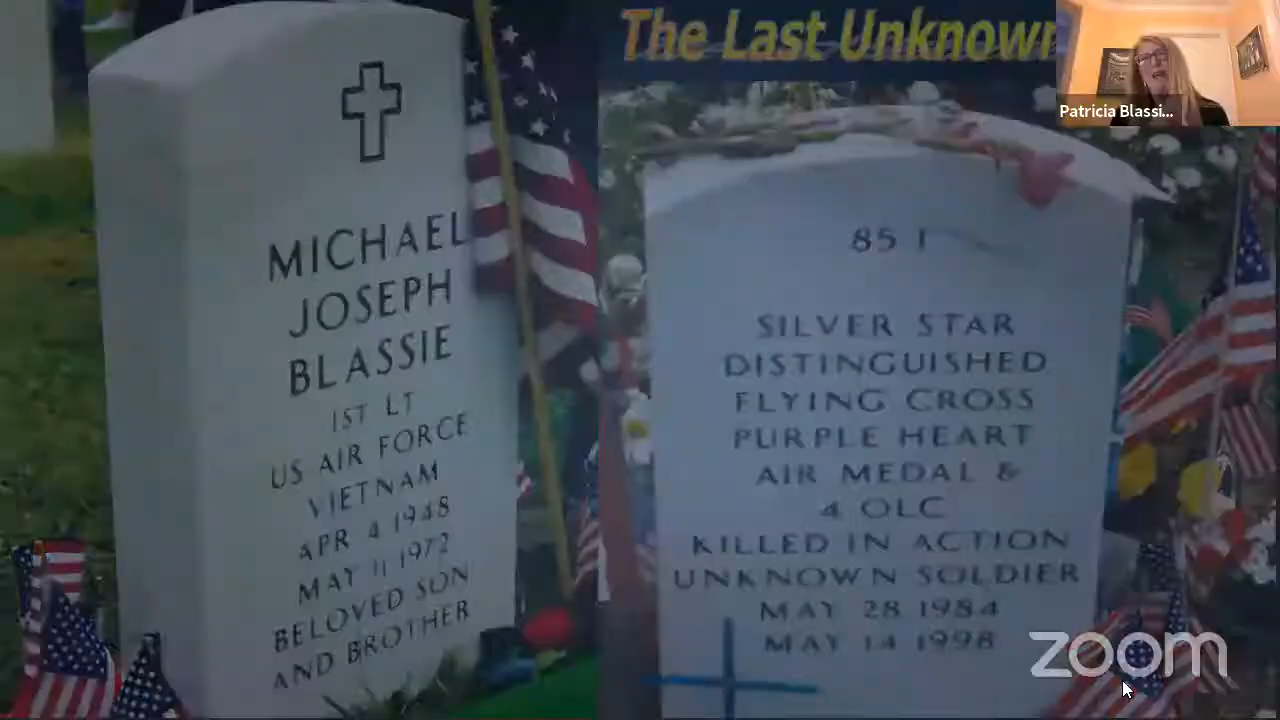 The Last Unknown
Patricia Blassi...
MICHAEL
JOSEPH
BLASSIE
1ST LT
US AIR FORCE
VIETNAM
APR 4 1948
MAY 11 1972
BELOVED SON
AND BROTHER
85 I
SILVER STAR
DISTINGUISHED
FLYING CROSS
PURPLE HEART
AIR MEDAL &
4 OLC
KILLED IN ACTION
UNKNOWN SOLDIER
MAY 28 1984
MAY 14 1998
zoom